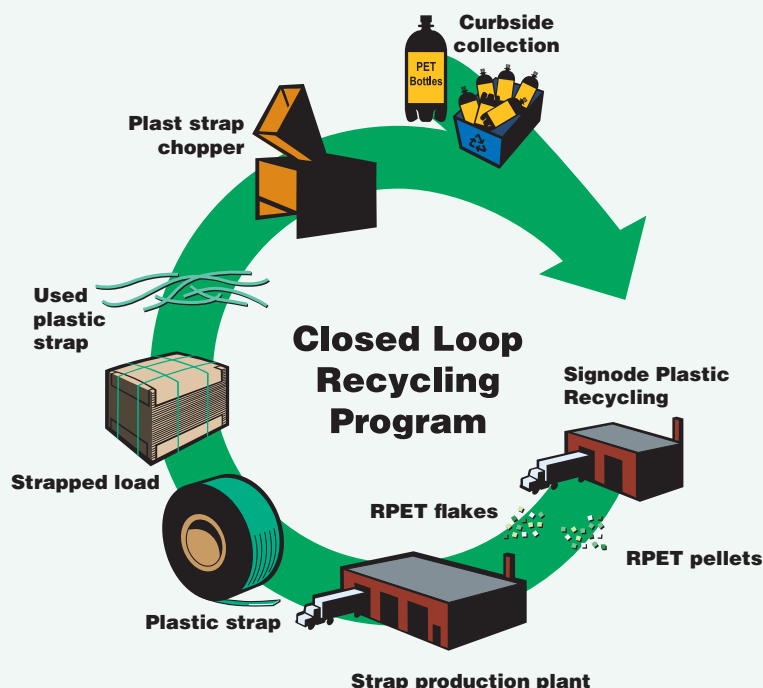 Curbside
collection
PET
Bottles
Plast strap
chopper
Used
plastic
strap
Closed Loop
Recycling
Program
Signode Plastic
Recycling
Strapped load
RPET flakes
RPET pellets
Plastic strap
Strap production plant